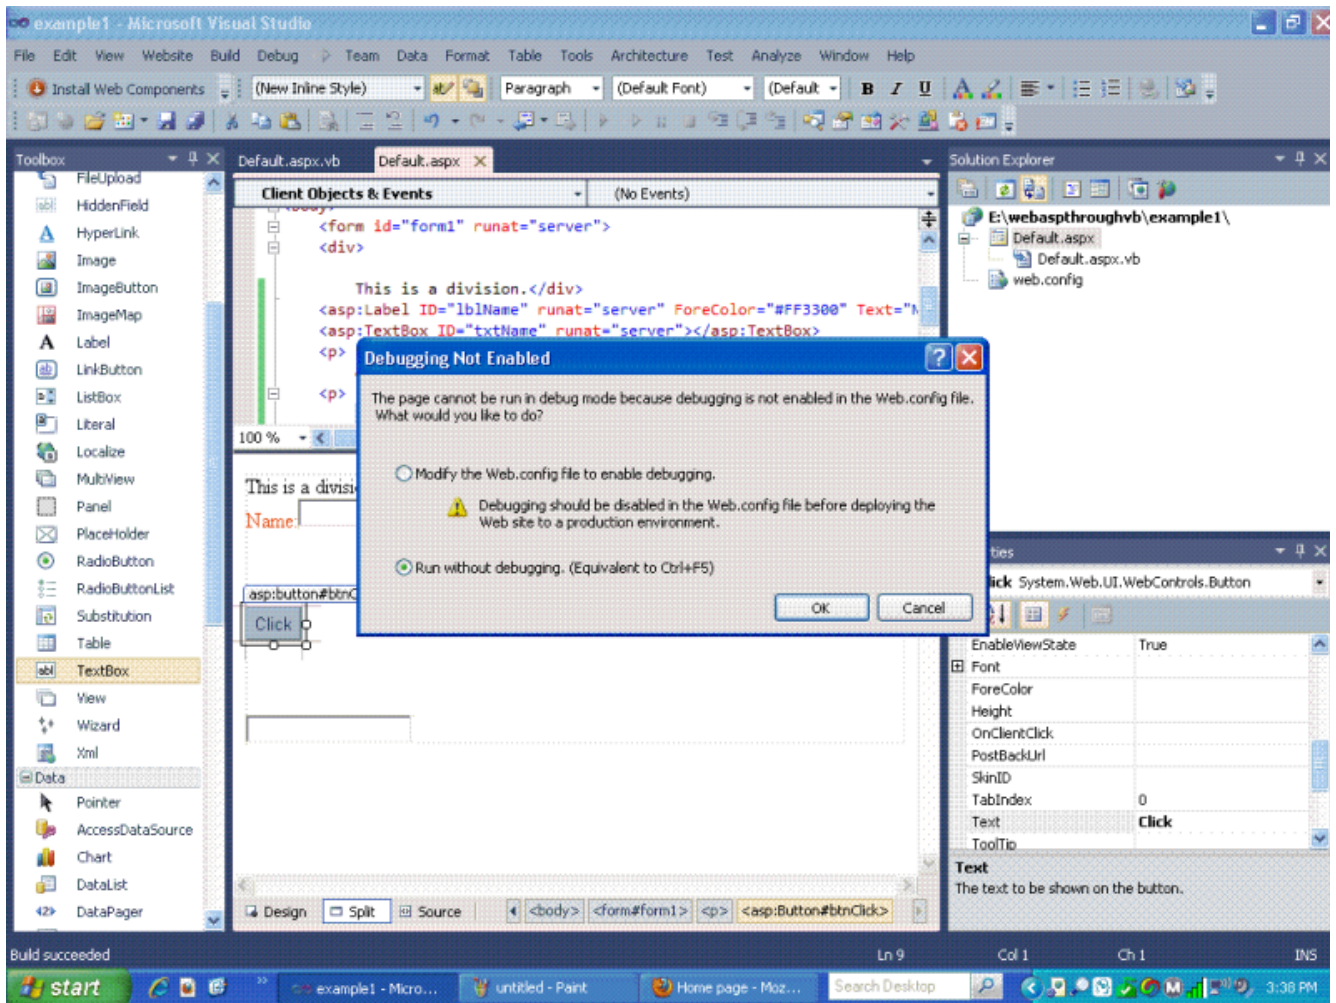 example1 - Microsoft Visual Studio
File Edit View Website Build Debug Team Data Format Table Tools Architecture Test Analyze Window Help
Install Web Components (New Inline Style) Paragraph (Default Font) (Default B I U
Toolbox
FileUpload
HiddenField
HyperLink
Image
ImageButton
ImageMap
Label
LinkButton
ListBox
Literal
Localize
MultiView
Panel
PlaceHolder
RadioButton
RadioButtonList
Substitution
Table
TextBox
View
Wizard
Xml
Data
Pointer
AccessDataSource
Chart
DataList
DataPager
Default.aspx.vb Default.aspx
Client Objects & Events (No Events)
<form id="form1" runat="server">
<div>
This is a division.</div>
<asp:Label ID="lblName" runat="server" ForeColor="#FF3300" Text="N
<asp:TextBox ID="txtName" runat="server"></asp:TextBox>
<p>
<p>
100 %
This is a divisi
Name:
asp:button#btnC
Click
Design Split Source <body> <form#form1> <p> <asp:Button#btnClick>
Debugging Not Enabled
The page cannot be run in debug mode because debugging is not enabled in the Web.config file.
What would you like to do?
Modify the Web.config file to enable debugging.
Debugging should be disabled in the Web.config file before deploying the
Web site to a production environment.
Run without debugging. (Equivalent to Ctrl+F5)
OK Cancel
Solution Explorer
E:\webaspthroughvb\example1\
Default.aspx
Default.aspx.vb
web.config
ties
lick System.Web.UI.WebControls.Button
EnableViewState True
Font
ForeColor
Height
OnClientClick
PostBackUrl
SkinID
TabIndex 0
Text Click
ToolTip
Text
The text to be shown on the button.
Build succeeded Ln 9 Col 1 Ch 1 INS
start example1 - Micro... untitled - Paint Home page - Moz... Search Desktop 3:38 PM